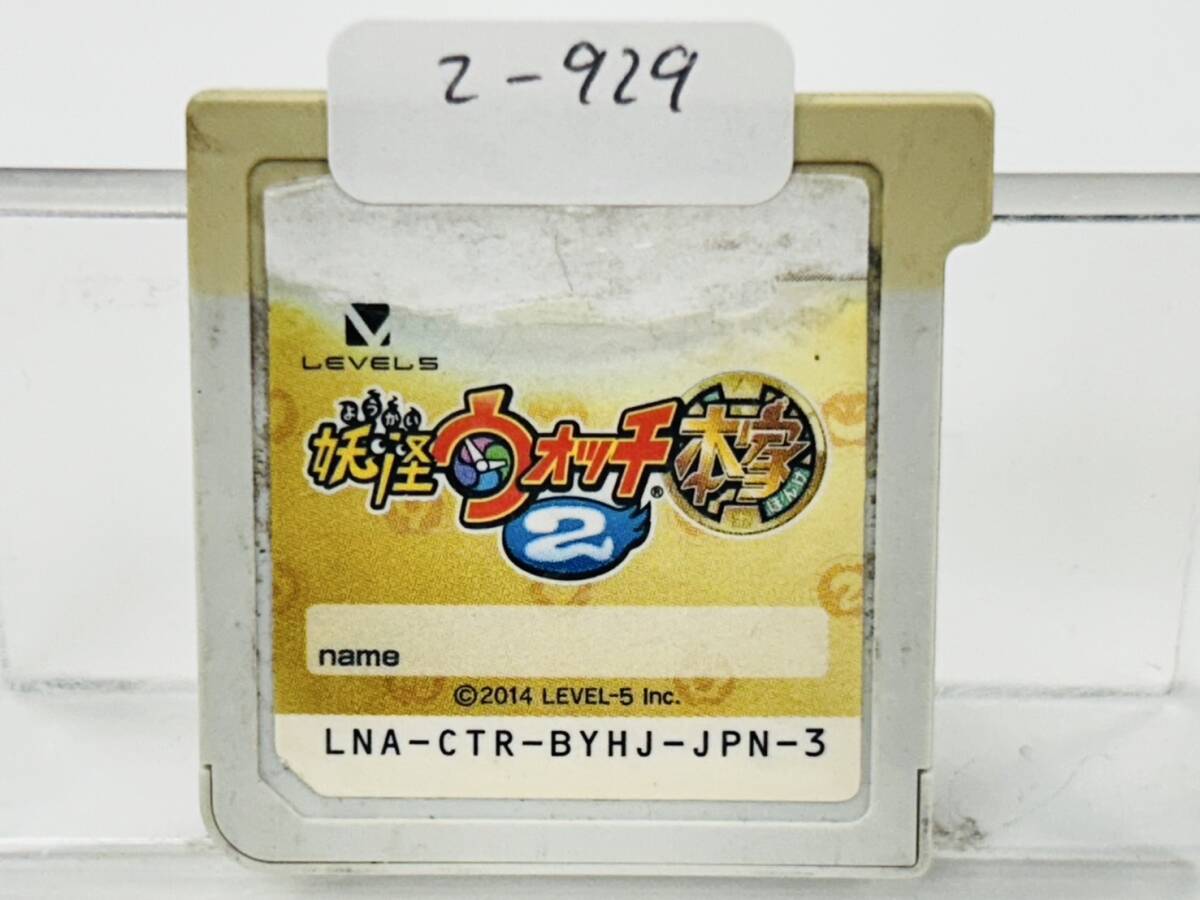 2-929
LEVEL5
ようかい
妖怪ウォッチ®
本家
ほんけ
2
name
©2014 LEVEL-5 Inc.
LNA-CTR-BYHJ-JPN-3